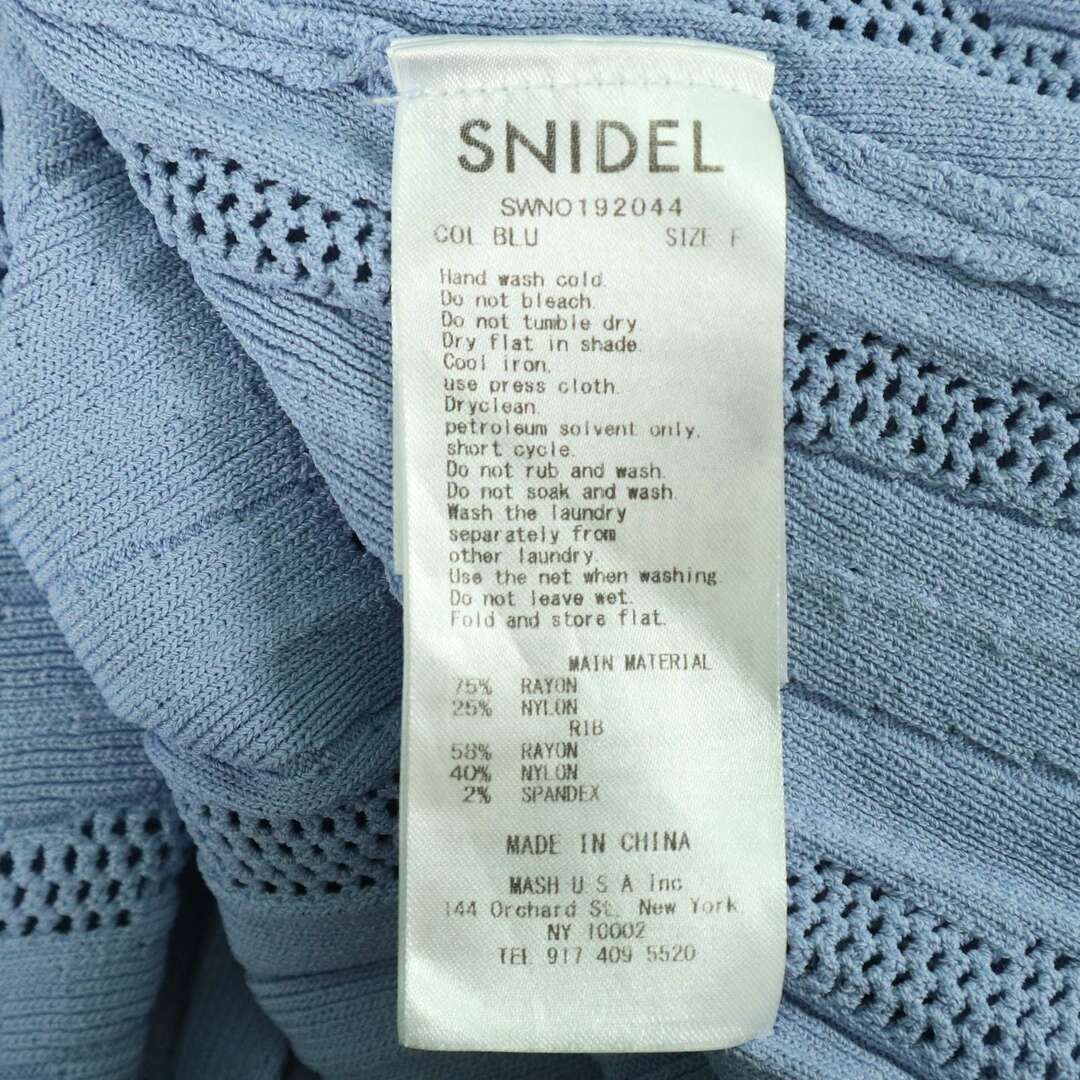 SNIDEL
SWNO192044
COL BLU SIZE F
Hand wash cold.
Do not bleach.
Do not tumble dry.
Dry flat in shade.
Cool iron,
use press cloth.
Dryclean,
petroleum solvent only,
short cycle.
Do not rub and wash.
Do not soak and wash.
Wash the laundry
separately from
other laundry.
Use the net when washing.
Do not leave wet.
Fold and store flat.
MAIN MATERIAL
75% RAYON
25% NYLON
RIB
58% RAYON
40% NYLON
2% SPANDEX
MADE IN CHINA
MASH U S A Inc
144 Orchard St. New York,
NY 10002
TEL 917 409 5520